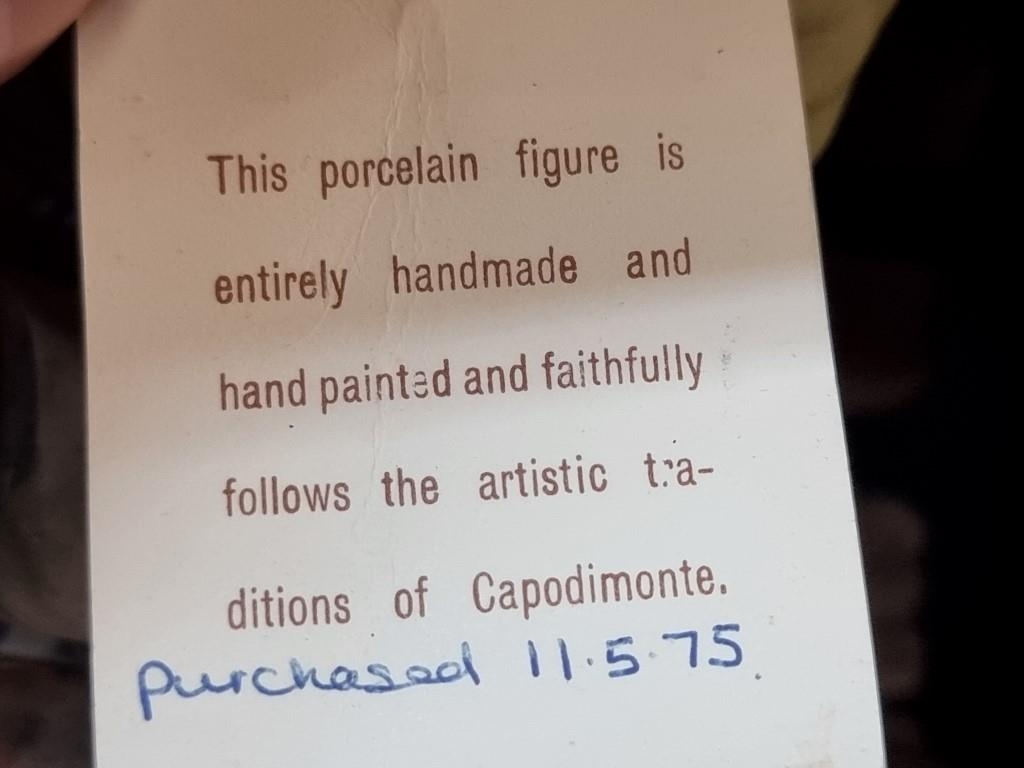 This porcelain figure is
entirely handmade and
hand painted and faithfully
follows the artistic tra-
ditions of Capodimonte.
purchased 11.5.75.